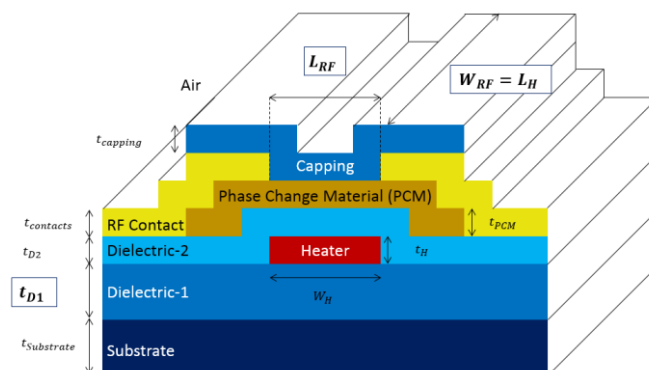 L_RF
W_RF = L_H
Air
t_capping
Capping
Phase Change Material (PCM)
t_contacts
RF Contact
t_PCM
t_D2
Dielectric-2
Heater
t_H
t_D1
Dielectric-1
W_H
t_Substrate
Substrate